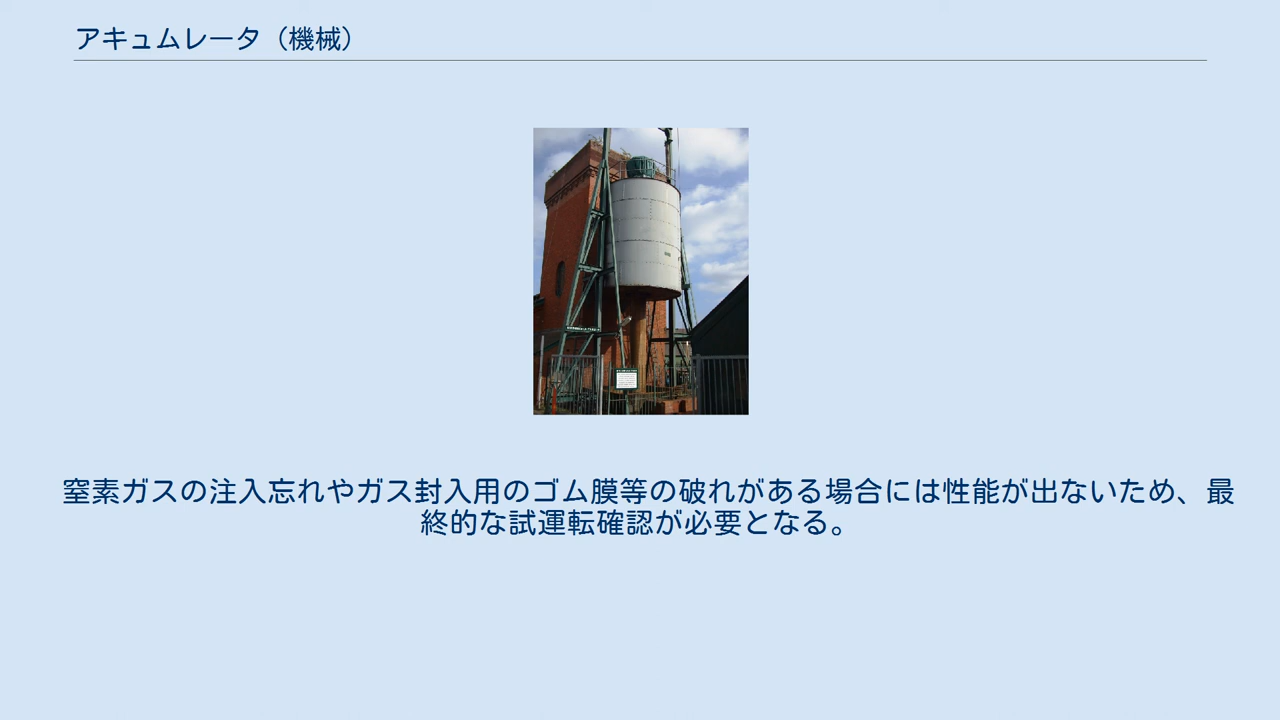 アキュムレータ（機械）
窒素ガスの注入忘れやガス封入用のゴム膜等の破れがある場合には性能が出ないため、最
終的な試運転確認が必要となる。